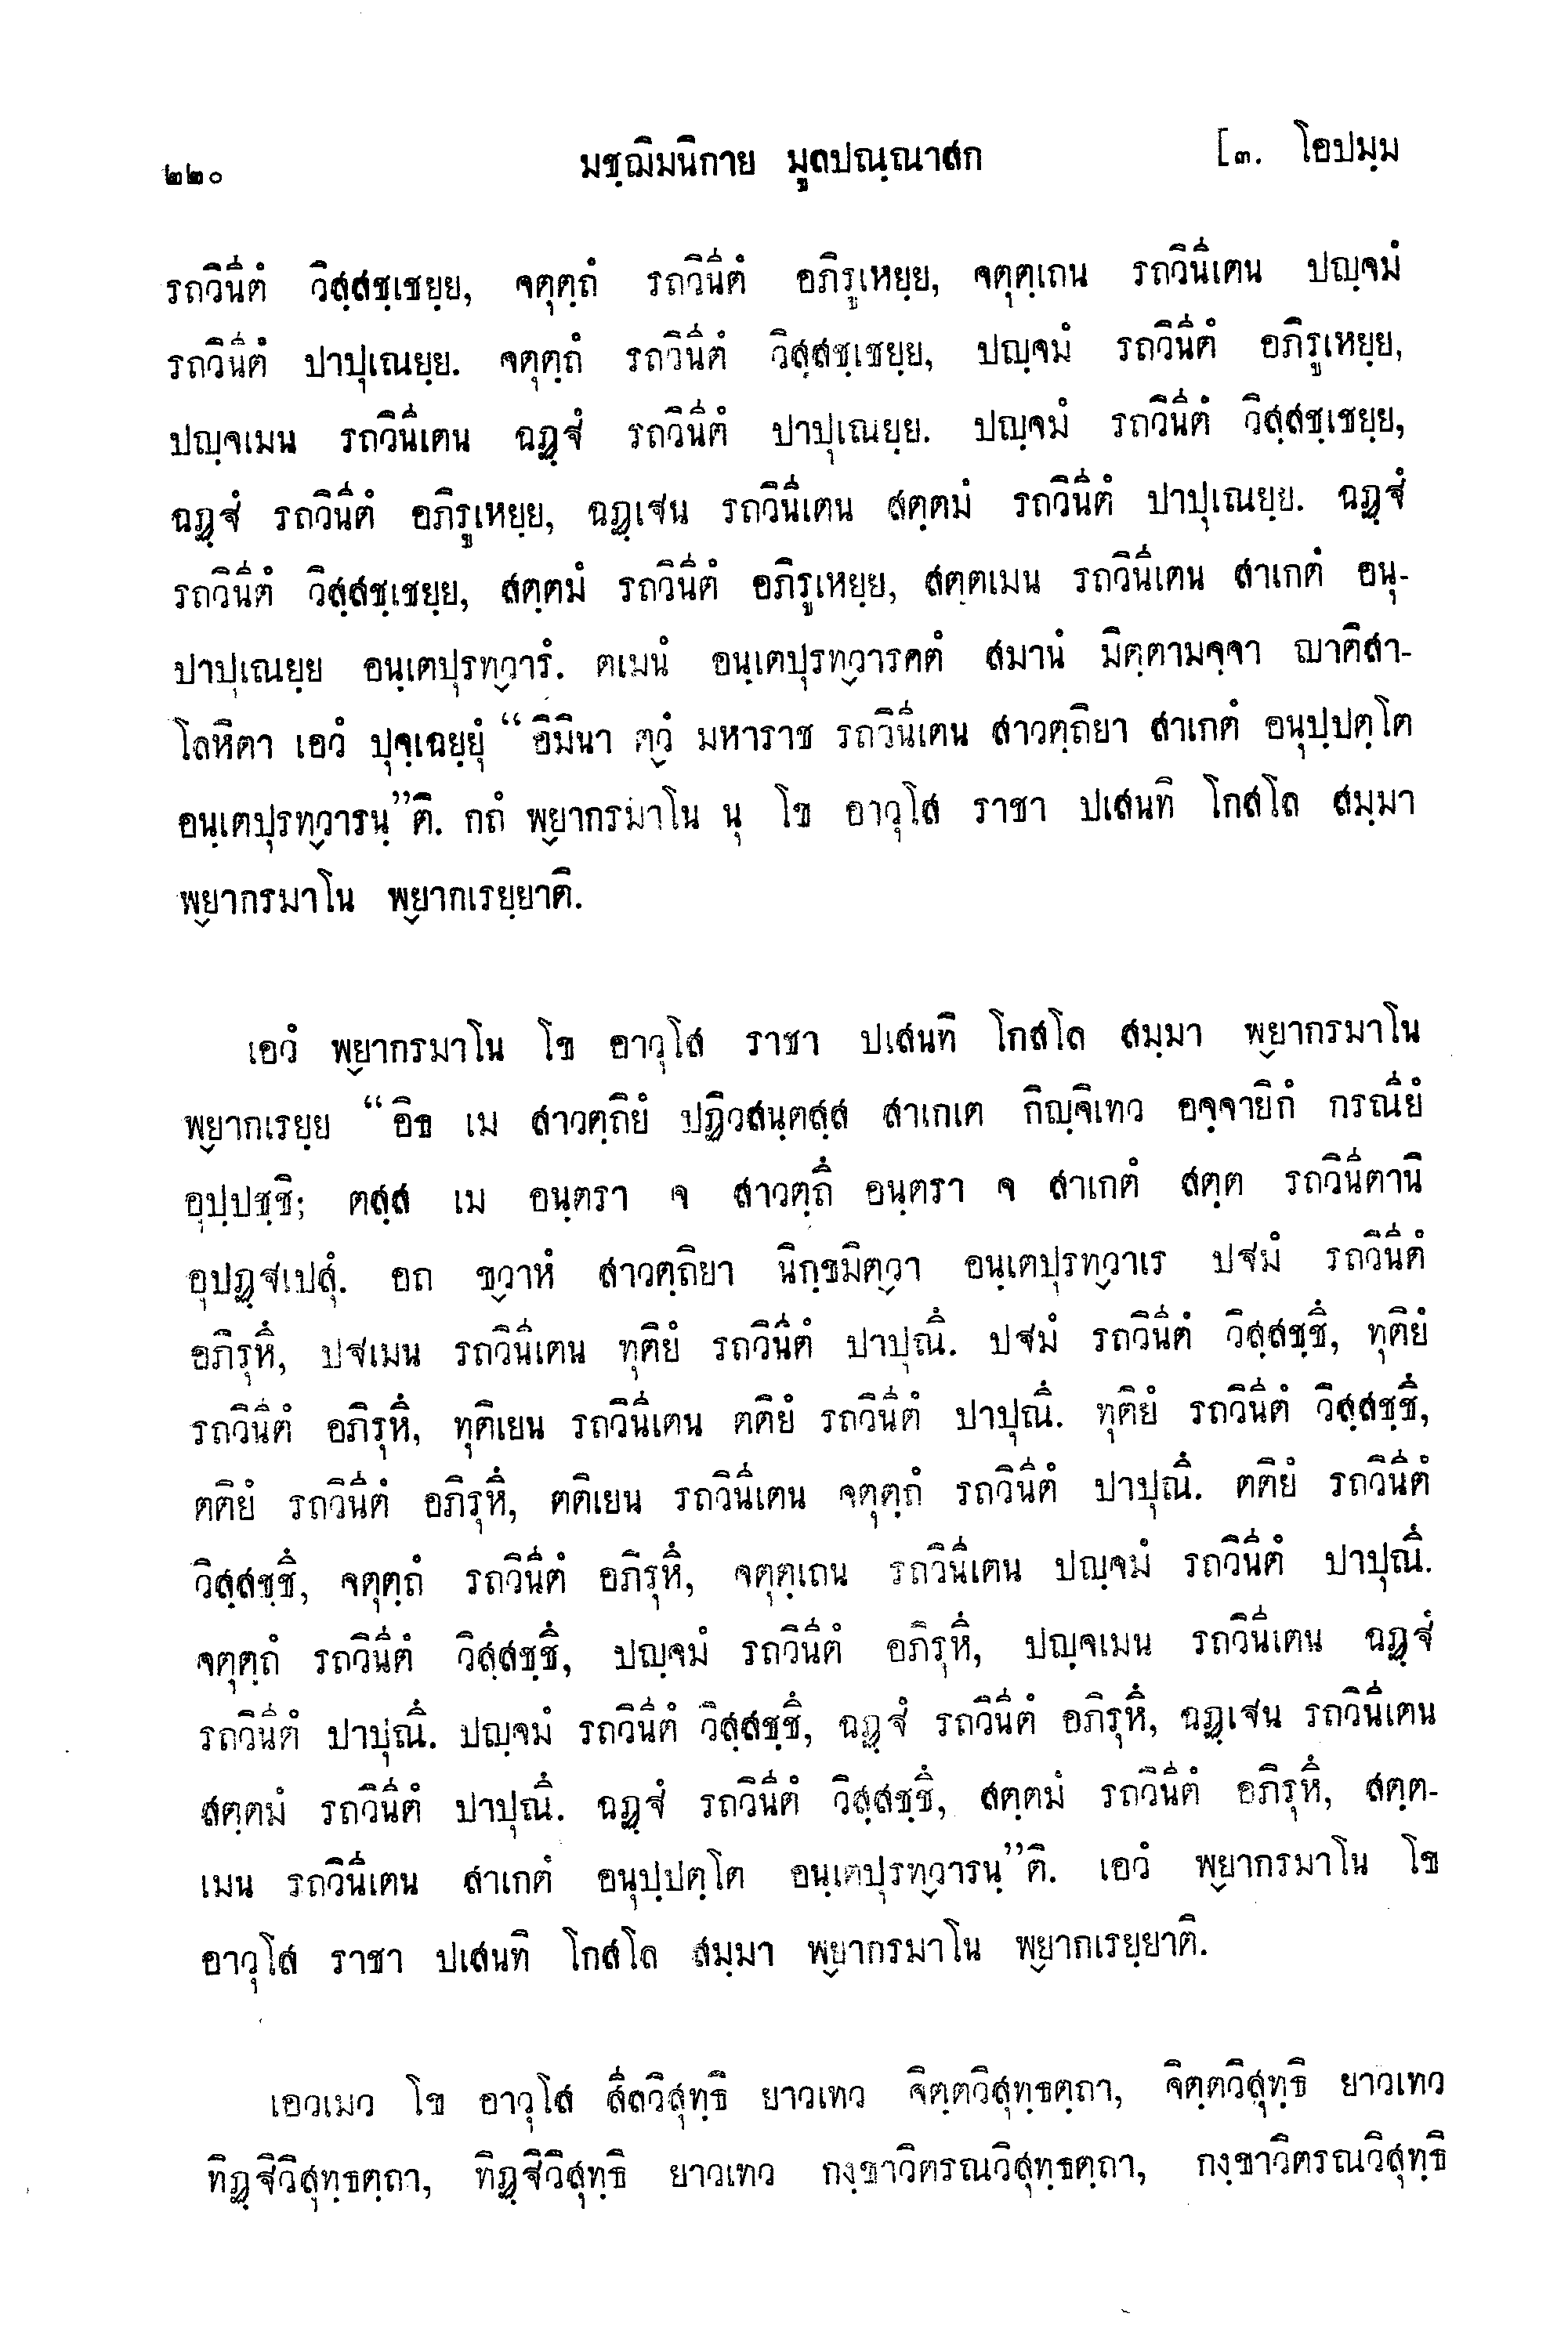 ๒๒๐ มชฺฌิมนิกาย มูลปณฺณาสก [๓. โอปมฺม
รถวินีตํ วิสฺสชฺเชยฺย, จตุตฺถํ รถวินีตํ อภิรูเหยฺย, จตุตฺเถน รถวินีเตน ปญฺจมํ
รถวินีตํ ปาปุเณยฺย. จตุตฺถํ รถวินีตํ วิสฺสชฺเชยฺย, ปญฺจมํ รถวินีตํ อภิรูเหยฺย,
ปญฺจเมน รถวินีเตน ฉฏฺฐํ รถวินีตํ ปาปุเณยฺย. ปญฺจมํ รถวินีตํ วิสฺสชฺเชยฺย,
ฉฏฺฐํ รถวินีตํ อภิรูเหยฺย, ฉฏฺเฐน รถวินีเตน สตฺตมํ รถวินีตํ ปาปุเณยฺย. ฉฏฺฐํ
รถวินีตํ วิสฺสชฺเชยฺย, สตฺตมํ รถวินีตํ อภิรูเหยฺย, สตฺตเมน รถวินีเตน สาเกตํ อนุ-
ปาปุเณยฺย อนฺเตปุรทฺวารํ. ตเมนํ อนฺเตปุรทฺวารคตํ สมานํ มิตฺตามจฺจา ญาติสา-
โลหิตา เอวํ ปุจฺเฉยฺยุํ “อิมินา ตฺวํ มหาราช รถวินีเตน สาวตฺถิยา สาเกตํ อนุปฺปตฺโต
อนฺเตปุรทฺวารนฺ”ติ. กถํ พฺยากรมาโน นุ โข อาวุโส ราชา ปเสนทิ โกสโล สมฺมา
พฺยากรมาโน พฺยากเรยฺยาติ.
เอวํ พฺยากรมาโน โข อาวุโส ราชา ปเสนทิ โกสโล สมฺมา พฺยากรมาโน
พฺยากเรยฺย “อิธ เม สาวตฺถิยํ ปฏิวสนฺตสฺส สาเกเต กิญฺจิเทว อจฺจายิกํ กรณียํ
อุปฺปชฺชิ; ตสฺส เม อนฺตรา จ สาวตฺถึ อนฺตรา จ สาเกตํ สตฺต รถวินีตานิ
อุปฏฺฐเปสุํ. อถ ขฺวาหํ สาวตฺถิยา นิกฺขมิตฺวา อนฺเตปุรทฺวาเร ปฐมํ รถวินีตํ
อภิรุหึ, ปฐเมน รถวินีเตน ทุติยํ รถวินีตํ ปาปุณึ. ปฐมํ รถวินีตํ วิสฺสชฺชึ, ทุติยํ
รถวินีตํ อภิรุหึ, ทุติเยน รถวินีเตน ตติยํ รถวินีตํ ปาปุณึ. ทุติยํ รถวินีตํ วิสฺสชฺชึ,
ตติยํ รถวินีตํ อภิรุหึ, ตติเยน รถวินีเตน จตุตฺถํ รถวินีตํ ปาปุณึ. ตติยํ รถวินีตํ
วิสฺสชฺชึ, จตุตฺถํ รถวินีตํ อภิรุหึ, จตุตฺเถน รถวินีเตน ปญฺจมํ รถวินีตํ ปาปุณึ.
จตุตฺถํ รถวินีตํ วิสฺสชฺชึ, ปญฺจมํ รถวินีตํ อภิรุหึ, ปญฺจเมน รถวินีเตน ฉฏฺฐํ
รถวินีตํ ปาปุณึ. ปญฺจมํ รถวินีตํ วิสฺสชฺชึ, ฉฏฺฐํ รถวินีตํ อภิรุหึ, ฉฏฺเฐน รถวินีเตน
สตฺตมํ รถวินีตํ ปาปุณึ. ฉฏฺฐํ รถวินีตํ วิสฺสชฺชึ, สตฺตมํ รถวินีตํ อภิรุหึ, สตฺต-
เมน รถวินีเตน สาเกตํ อนุปฺปตฺโต อนฺเตปุรทฺวารนฺ”ติ. เอวํ พฺยากรมาโน โข
อาวุโส ราชา ปเสนทิ โกสโล สมฺมา พฺยากรมาโน พฺยากเรยฺยาติ.
เอวเมว โข อาวุโส สีลวิสุทฺธิ ยาวเทว จิตฺตวิสุทฺธตฺถา, จิตฺตวิสุทฺธิ ยาวเทว
ทิฏฺฐิวิสุทฺธตฺถา, ทิฏฺฐิวิสุทฺธิ ยาวเทว กงฺขาวิตรณวิสุทฺธตฺถา, กงฺขาวิตรณวิสุทฺธิ